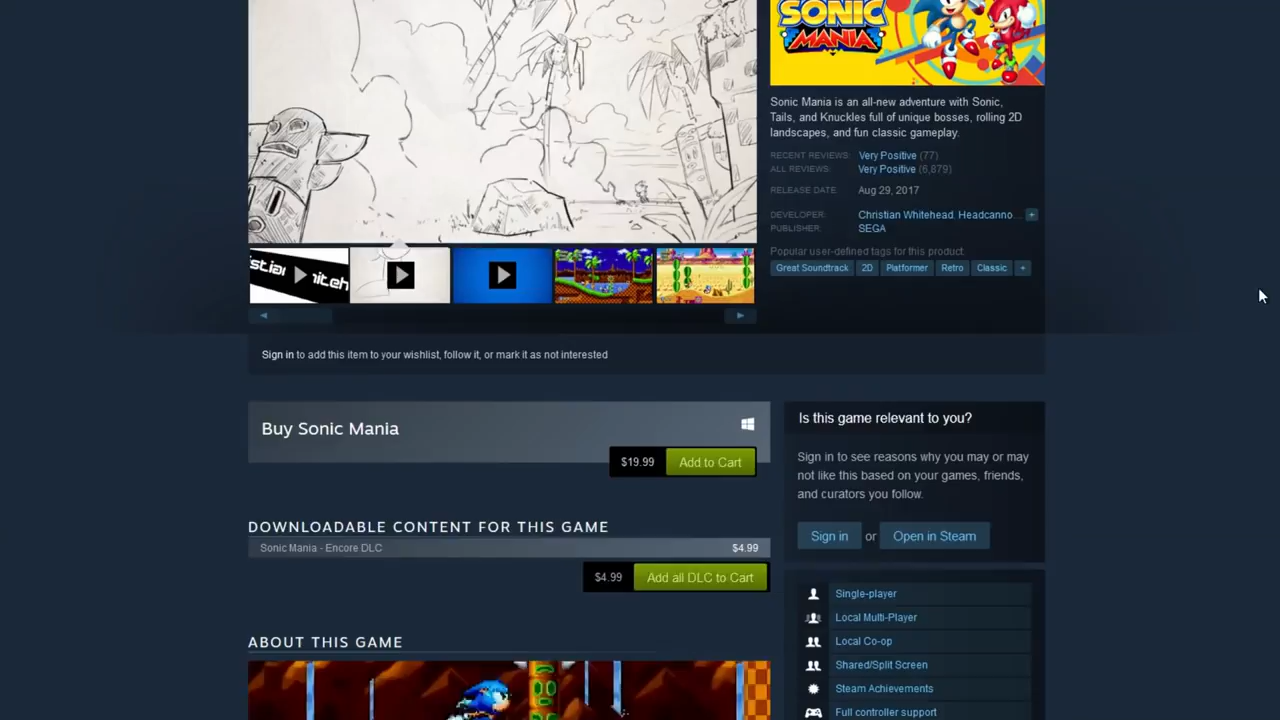 SONIC
MANIA
Sonic Mania is an all-new adventure with Sonic,
Tails, and Knuckles full of unique bosses, rolling 2D
landscapes, and fun classic gameplay.
RECENT REVIEWS: Very Positive (77)
ALL REVIEWS: Very Positive (6,879)
RELEASE DATE: Aug 29, 2017
DEVELOPER: Christian Whitehead, Headcanno... +
PUBLISHER: SEGA
Popular user-defined tags for this product:
Great Soundtrack 2D Platformer Retro Classic +
Sign in to add this item to your wishlist, follow it, or mark it as not interested
Buy Sonic Mania
$19.99 Add to Cart
DOWNLOADABLE CONTENT FOR THIS GAME
Sonic Mania - Encore DLC $4.99
$4.99 Add all DLC to Cart
ABOUT THIS GAME
Is this game relevant to you?
Sign in to see reasons why you may or may
not like this based on your games, friends,
and curators you follow.
Sign in or Open in Steam
Single-player
Local Multi-Player
Local Co-op
Shared/Split Screen
Steam Achievements
Full controller support